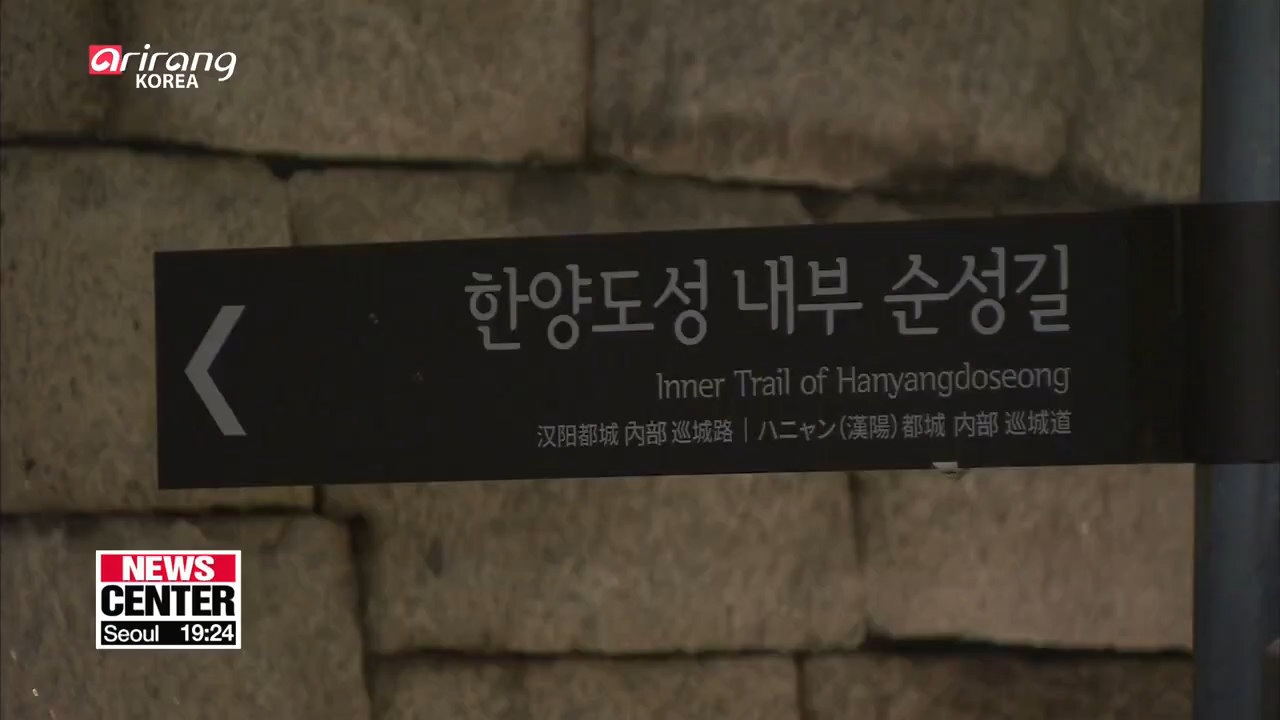 arirang
KOREA
한양도성 내부 순성길
Inner Trail of Hanyangdoseong
汉阳都城 內部 巡城路 | ハニャン(漢陽)都城 内部 巡城道
NEWS
CENTER
Seoul 19:24